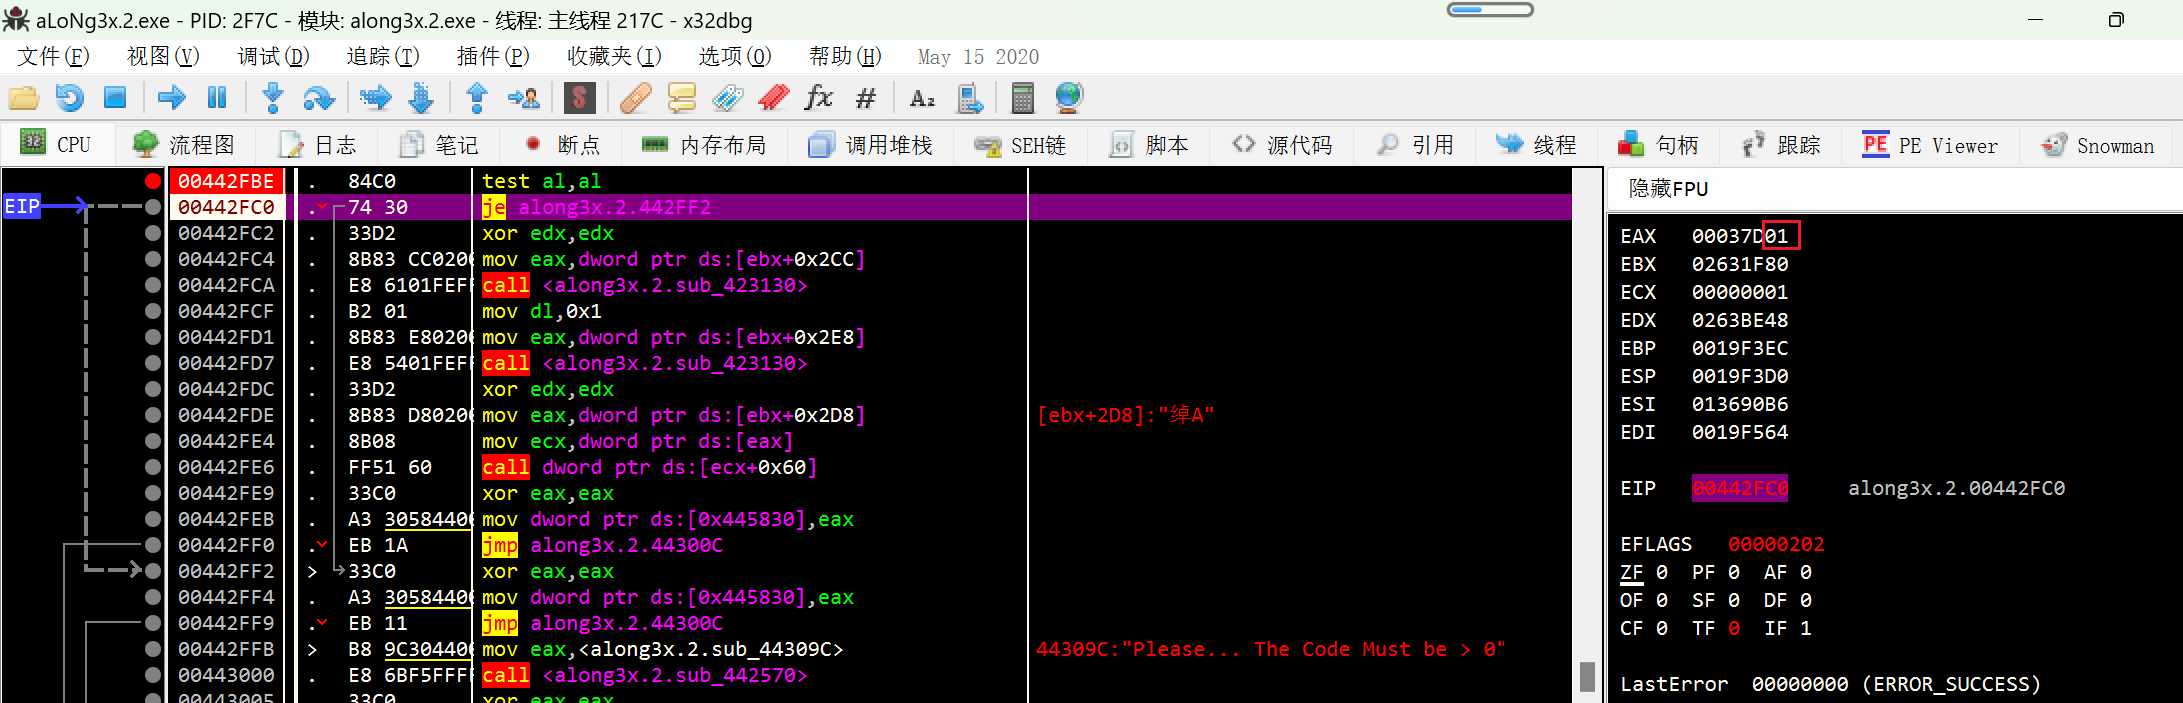 aLoNg3x.2.exe - PID: 2F7C - 模块: along3x.2.exe - 线程: 主线程 217C - x32dbg
文件(F) 视图(V) 调试(D) 追踪(T) 插件(P) 收藏夹(I) 选项(O) 帮助(H) May 15 2020
S fx # A₂
CPU 流程图 日志 笔记 断点 内存布局 调用堆栈 SEH链 脚本 源代码 引用 线程 句柄 跟踪 PE PE Viewer Snowman
隐藏FPU
00442FBE . 84C0 test al,al
EIP 00442FC0 . 74 30 je along3x.2.442FF2
00442FC2 . 33D2 xor edx,edx
00442FC4 . 8B83 CC020 mov eax,dword ptr ds:[ebx+0x2CC]
00442FCA . E8 6101FEFF call <along3x.2.sub_423130>
00442FCF . B2 01 mov dl,0x1
00442FD1 . 8B83 E8020 mov eax,dword ptr ds:[ebx+0x2E8]
00442FD7 . E8 5401FEFF call <along3x.2.sub_423130>
00442FDC . 33D2 xor edx,edx
00442FDE . 8B83 D8020 mov eax,dword ptr ds:[ebx+0x2D8] [ebx+2D8]:"绰A"
00442FE4 . 8B08 mov ecx,dword ptr ds:[eax]
00442FE6 . FF51 60 call dword ptr ds:[ecx+0x60]
00442FE9 . 33C0 xor eax,eax
00442FEB . A3 3058440 mov dword ptr ds:[0x445830],eax
00442FF0 . EB 1A jmp along3x.2.44300C
00442FF2 > 33C0 xor eax,eax
00442FF4 . A3 3058440 mov dword ptr ds:[0x445830],eax
00442FF9 . EB 11 jmp along3x.2.44300C
00442FFB > B8 9C30440 mov eax,<along3x.2.sub_44309C> 44309C:"Please... The Code Must be > 0"
00443000 . E8 6BF5FFFF call <along3x.2.sub_442570>
00443005 . 33C0 xor eax,eax
EAX 00037D01
EBX 02631F80
ECX 00000001
EDX 0263BE48
EBP 0019F3EC
ESP 0019F3D0
ESI 013690B6
EDI 0019F564
EIP 00442FC0 along3x.2.00442FC0
EFLAGS 00000202
ZF 0 PF 0 AF 0
OF 0 SF 0 DF 0
CF 0 TF 0 IF 1
LastError 00000000 (ERROR_SUCCESS)